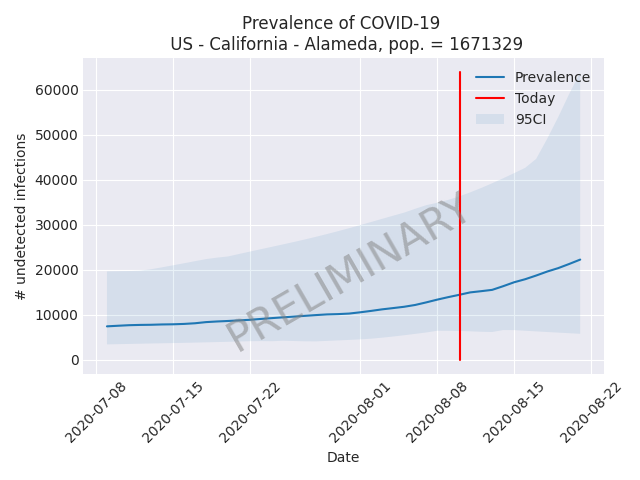 Prevalence of COVID-19
US - California - Alameda, pop. = 1671329
Prevalence
Today
95CI
60000
50000
40000
30000
20000
10000
0
# undetected infections
PRELIMINARY
2020-07-08
2020-07-15
2020-07-22
2020-08-01
2020-08-08
2020-08-15
2020-08-22
Date